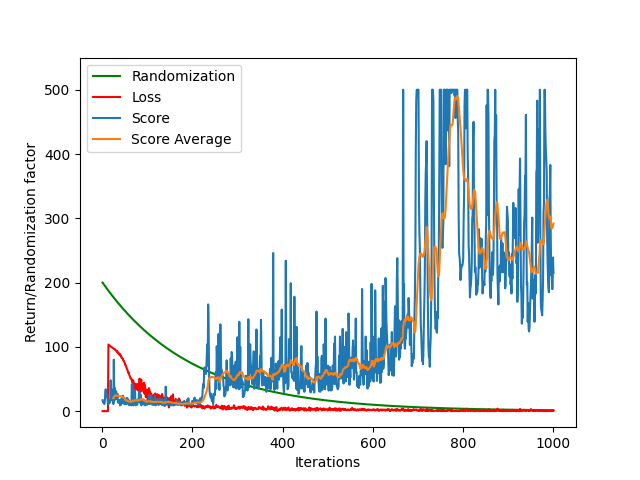 Randomization
Loss
Score
Score Average
Return/Randomization factor
500
400
300
200
100
0
0
200
400
600
800
1000
Iterations